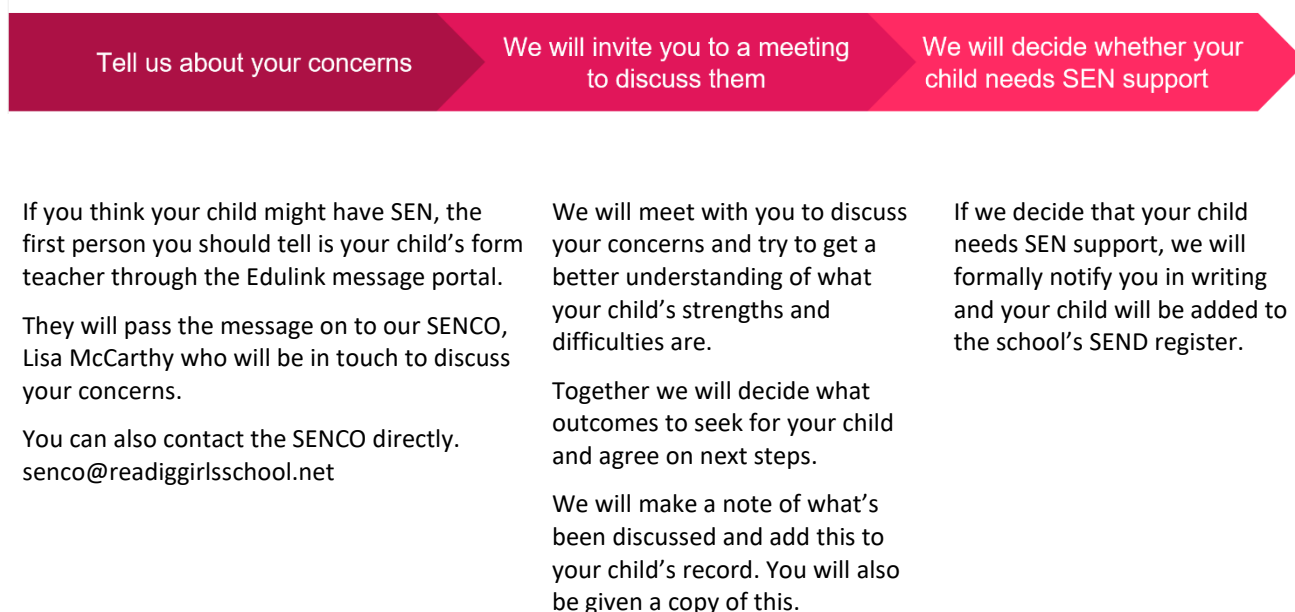 Tell us about your concerns
We will invite you to a meeting
to discuss them
We will decide whether your
child needs SEN support
If you think your child might have SEN, the
first person you should tell is your child’s form
teacher through the Edulink message portal.
They will pass the message on to our SENCO,
Lisa McCarthy who will be in touch to discuss
your concerns.
You can also contact the SENCO directly.
senco@readiggirlsschool.net
We will meet with you to discuss
your concerns and try to get a
better understanding of what
your child’s strengths and
difficulties are.
Together we will decide what
outcomes to seek for your child
and agree on next steps.
We will make a note of what’s
been discussed and add this to
your child’s record. You will also
be given a copy of this.
If we decide that your child
needs SEN support, we will
formally notify you in writing
and your child will be added to
the school’s SEND register.